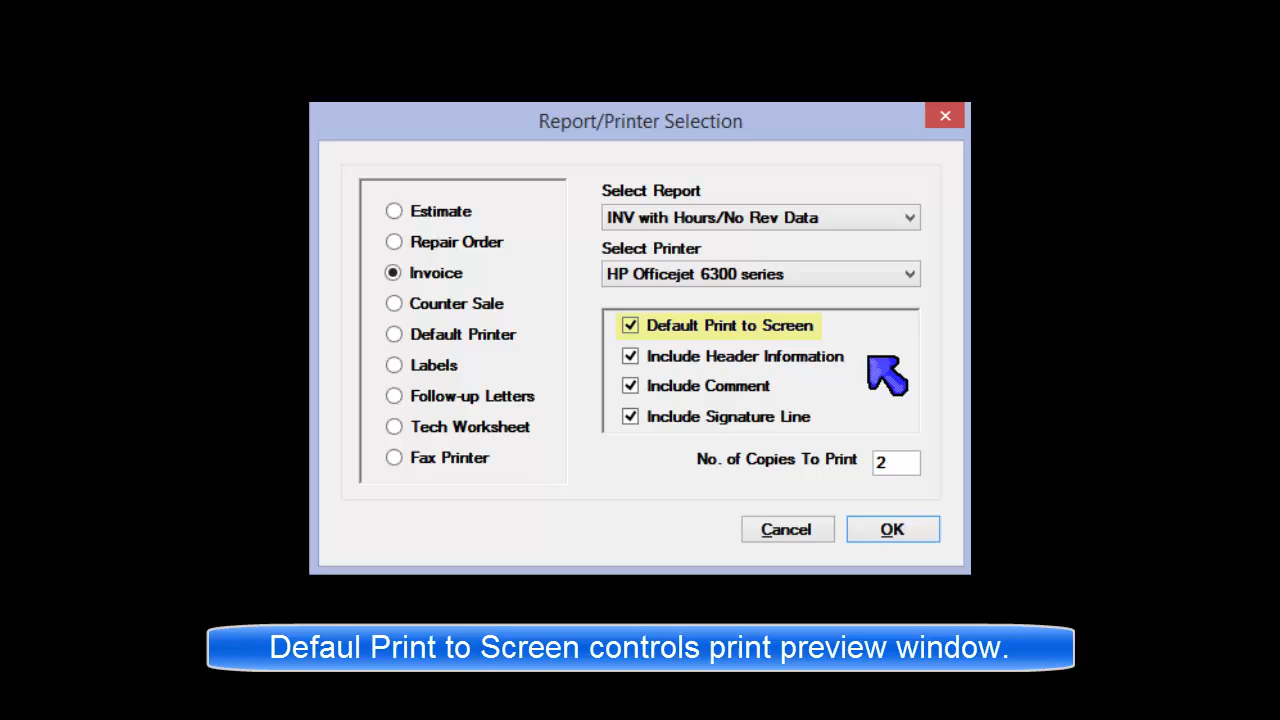 Report/Printer Selection
Estimate
Repair Order
Invoice
Counter Sale
Default Printer
Labels
Follow-up Letters
Tech Worksheet
Fax Printer
Select Report
INV with Hours/No Rev Data
Select Printer
HP Officejet 6300 series
Default Print to Screen
Include Header Information
Include Comment
Include Signature Line
No. of Copies To Print 2
Cancel OK
Defaul Print to Screen controls print preview window.